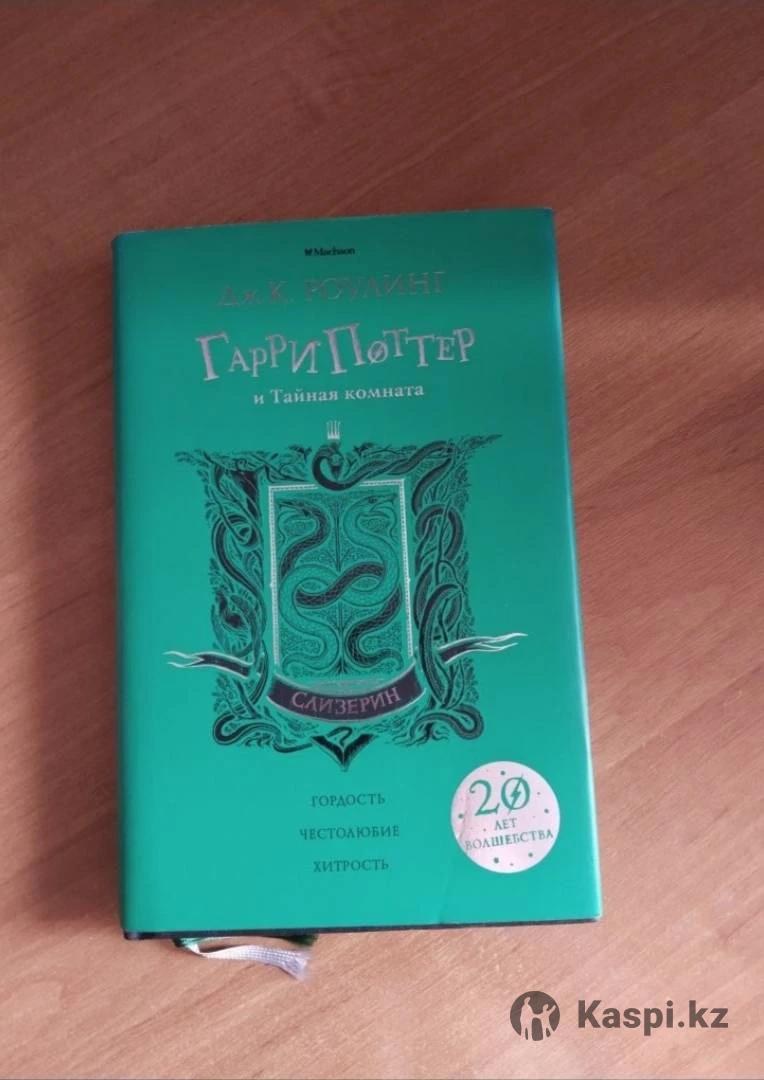 Machaon
Дж. К. РОУЛИНГ
ГАРРИ ПОТТЕР
и Тайная комната
СЛИЗЕРИН
ГОРДОСТЬ
ЧЕСТОЛЮБИЕ
ХИТРОСТЬ
20
ЛЕТ
ВОЛШЕБСТВА
Kaspi.kz